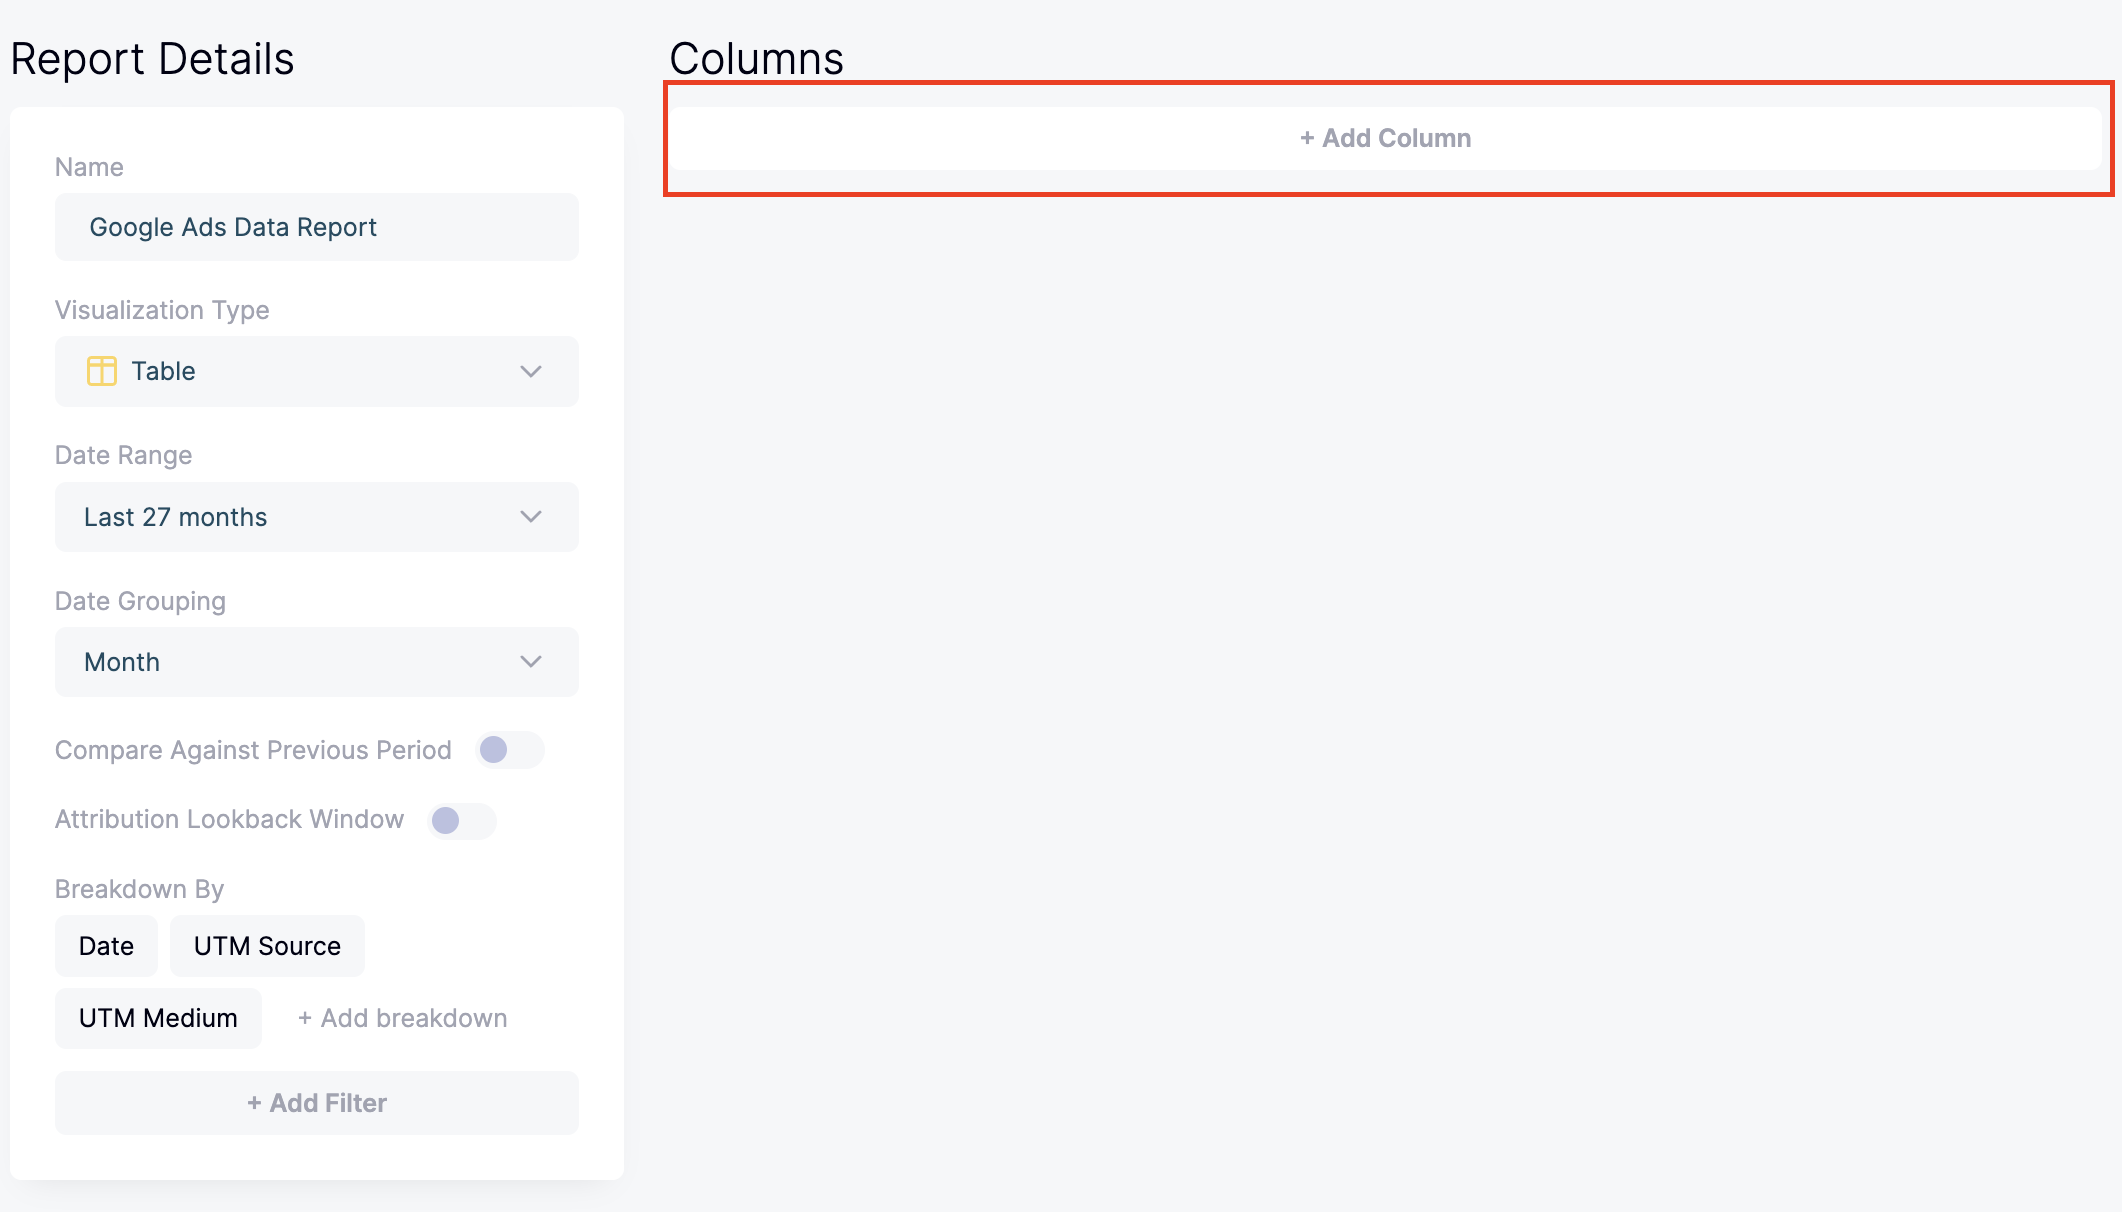 Report Details
Name
Google Ads Data Report
Visualization Type
Table
Date Range
Last 27 months
Date Grouping
Month
Compare Against Previous Period
Attribution Lookback Window
Breakdown By
Date UTM Source
UTM Medium + Add breakdown
+ Add Filter
Columns
+ Add Column